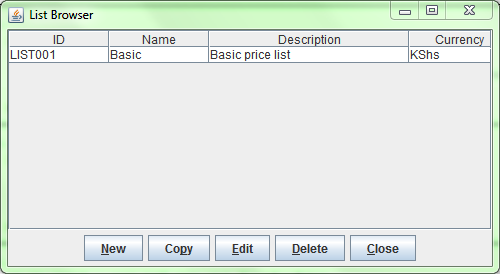 List Browser
ID Name Description Currency
LIST001 Basic Basic price list KShs
New Copy Edit Delete Close